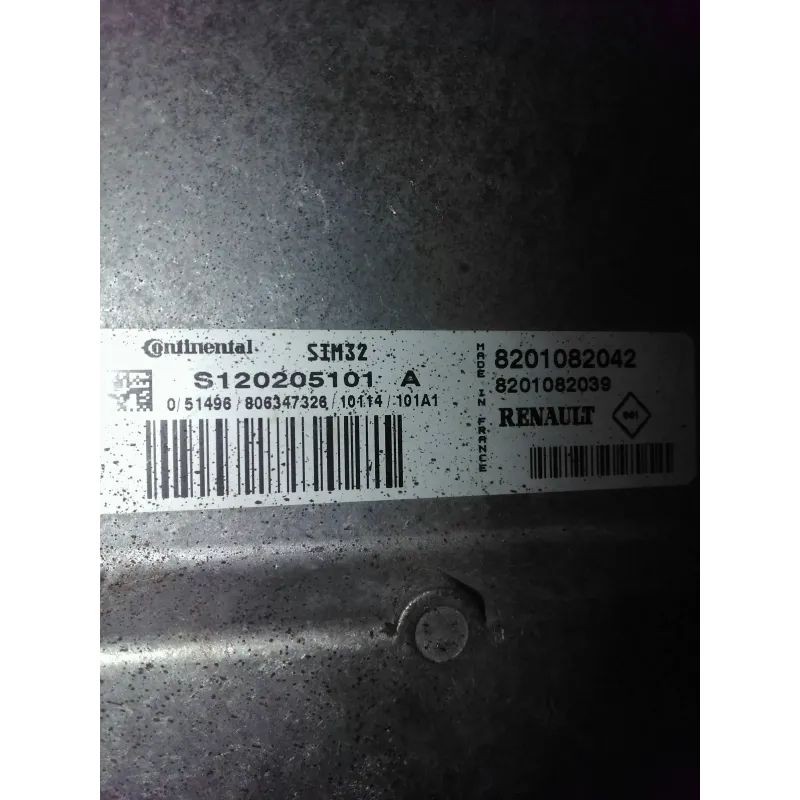 Continental SIM32
S120205101 A
0/51496/806347326/10114/101A1
MADE IN FRANCE
8201082042
8201082039
RENAULT